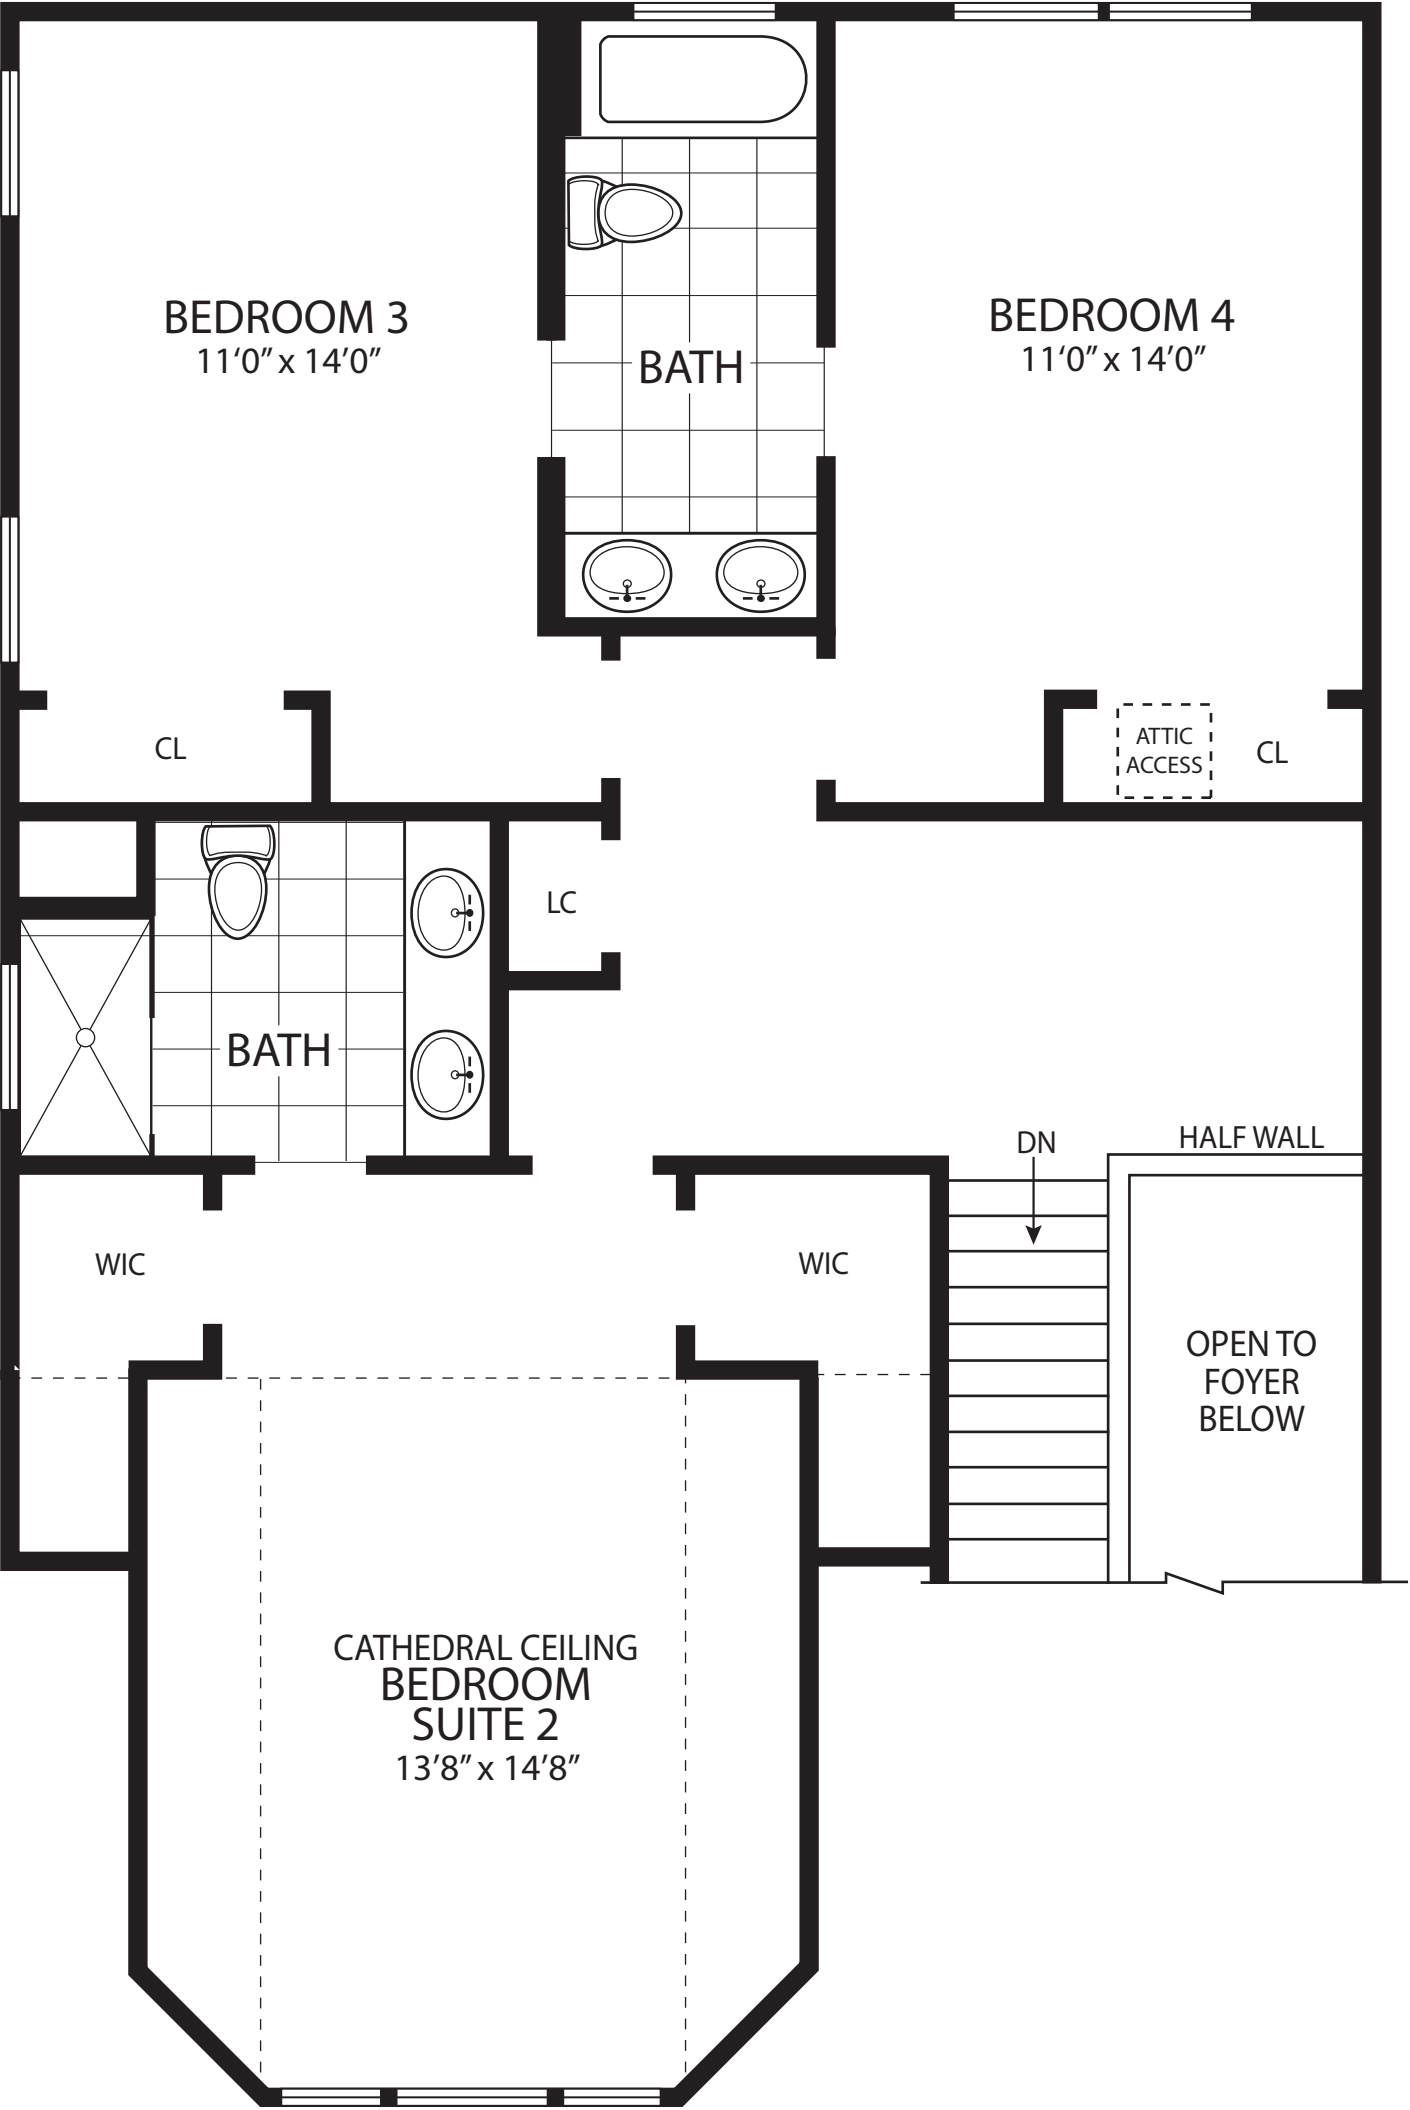 BEDROOM 3
11‘0” x 14’0”
BATH
BEDROOM 4
11‘0” x 14’0”
CL
ATTIC
ACCESS
CL
LC
BATH
DN
HALF WALL
WIC
WIC
OPEN TO
FOYER
BELOW
CATHEDRAL CEILING
BEDROOM
SUITE 2
13’8” x 14’8”